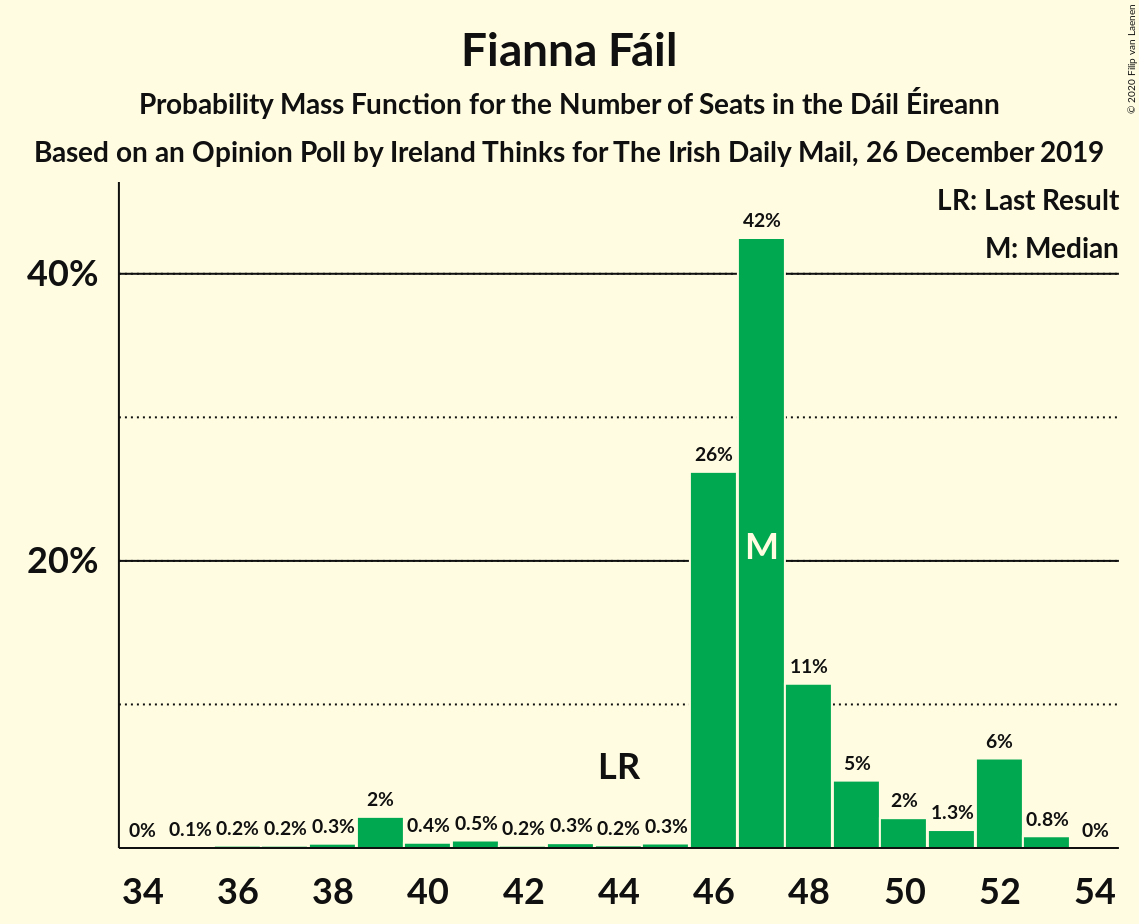 Fianna Fáil
Probability Mass Function for the Number of Seats in the Dáil Éireann
Based on an Opinion Poll by Ireland Thinks for The Irish Daily Mail, 26 December 2019
© 2020 Filip van Laenen
LR: Last Result
M: Median
40%
20%
0% 0.1% 0.2% 0.2% 0.3% 2% 0.4% 0.5% 0.2% 0.3% 0.2% 0.3% 26% 42% 11% 5% 2% 1.3% 6% 0.8% 0%
LR
M
34 36 38 40 42 44 46 48 50 52 54